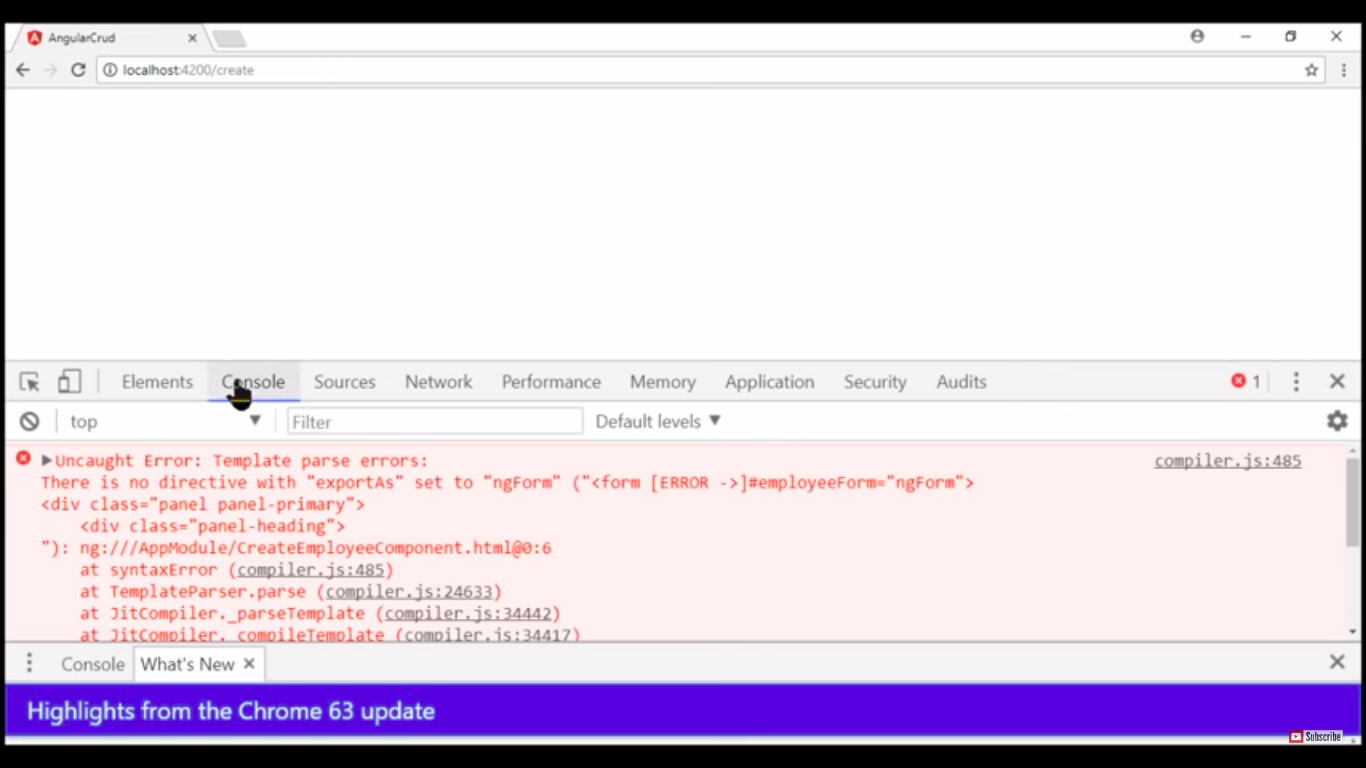 AngularCrud
localhost:4200/create
Elements Console Sources Network Performance Memory Application Security Audits 1
top Filter Default levels
Uncaught Error: Template parse errors: compiler.js:485
There is no directive with "exportAs" set to "ngForm" ("<form [ERROR ->]#employeeForm="ngForm">
<div class="panel panel-primary">
<div class="panel-heading">
"): ng:///AppModule/CreateEmployeeComponent.html@0:6
at syntaxError (compiler.js:485)
at TemplateParser.parse (compiler.js:24633)
at JitCompiler._parseTemplate (compiler.js:34442)
at JitCompiler._compileTemplate (compiler.js:34417)
Console What's New
Highlights from the Chrome 63 update
Subscribe